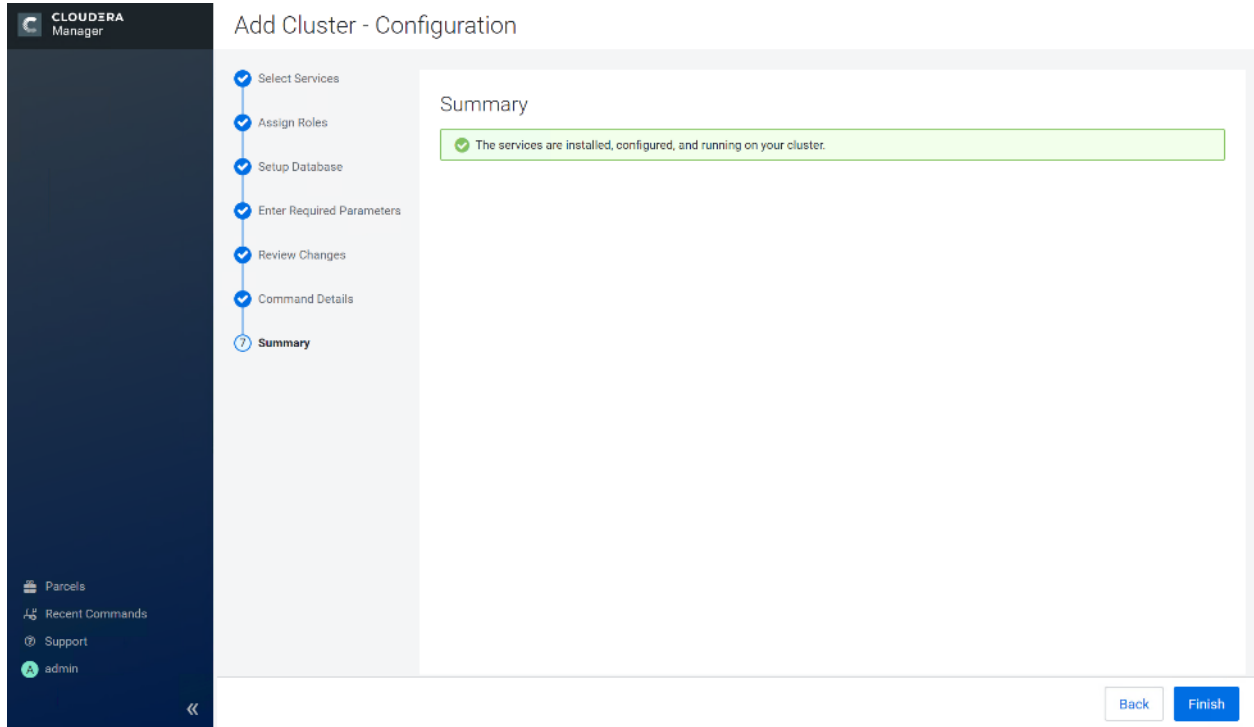 C
CLOUDERA
Manager
Add Cluster - Configuration
Select Services
Assign Roles
Setup Database
Enter Required Parameters
Review Changes
Command Details
7 Summary
Summary
The services are installed, configured, and running on your cluster.
Parcels
Recent Commands
? Support
A admin
«
Back
Finish